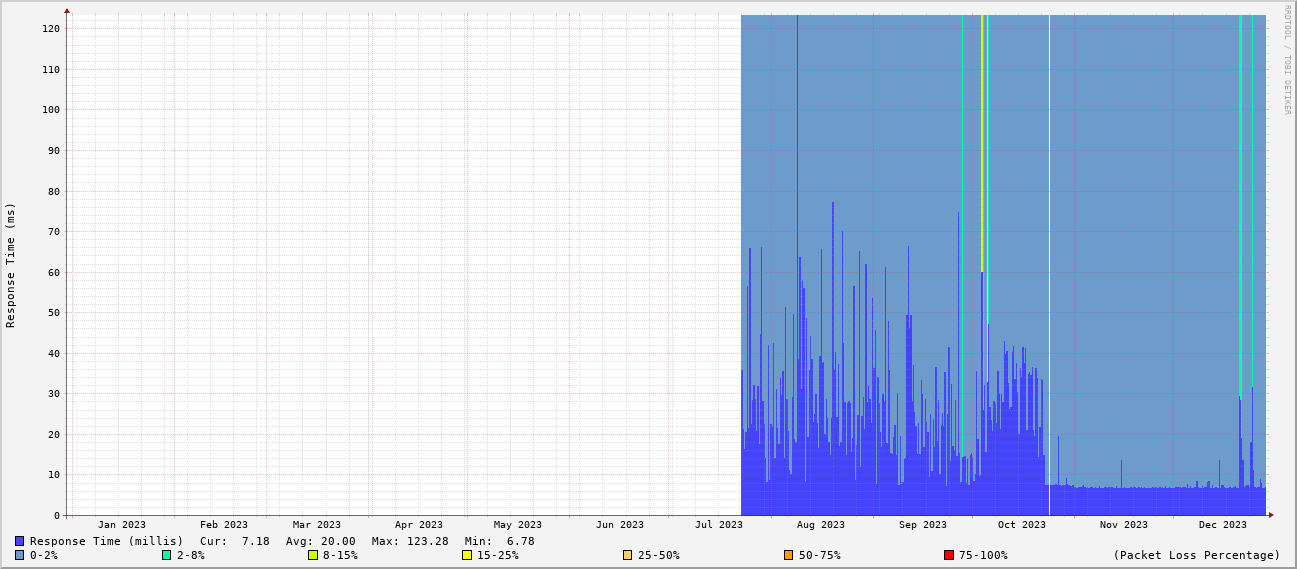 RRDTOOL / TOBI OETIKER
Response Time (ms)
120
110
100
90
80
70
60
50
40
30
20
10
0
Jan 2023 Feb 2023 Mar 2023 Apr 2023 May 2023 Jun 2023 Jul 2023 Aug 2023 Sep 2023 Oct 2023 Nov 2023 Dec 2023
Response Time (millis) Cur: 7.18 Avg: 20.00 Max: 123.28 Min: 6.78
0-2% 2-8% 8-15% 15-25% 25-50% 50-75% 75-100% (Packet Loss Percentage)